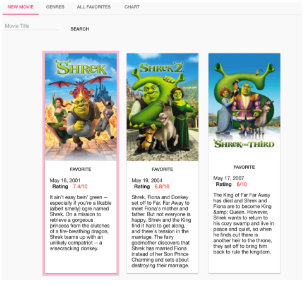 NEW MOVIE GENRES ALL FAVORITES CHART
Movie Title SEARCH
SHREK
FAVORITE
May 16, 2001
Rating 7.4/10
It ain't easy bein' green --
especially if you're a likable
(albeit smelly) ogre named
Shrek. On a mission to
retrieve a gorgeous
princess from the clutches
of a fire-breathing dragon,
Shrek teams up with an
unlikely compatriot -- a
wisecracking donkey.
SHREK 2
FAVORITE
May 19, 2004
Rating 6.8/10
Shrek, Fiona and Donkey
set off to Far, Far Away to
meet Fiona's mother and
father. But not everyone is
happy. Shrek and the King
find it hard to get along,
and there's tension in the
marriage. The fairy
godmother discovers that
Shrek has married Fiona
instead of her Son Prince
Charming and sets about
destroying their marriage.
SHREK THE THIRD
FAVORITE
May 17, 2007
Rating 6/10
The King of Far Far Away
has died and Shrek and
Fiona are to become King
&amp; Queen. However,
Shrek wants to return to
his cozy swamp and live in
peace and quiet, so when
he finds out there is
another heir to the throne,
they set off to bring him
back to rule the kingdom.